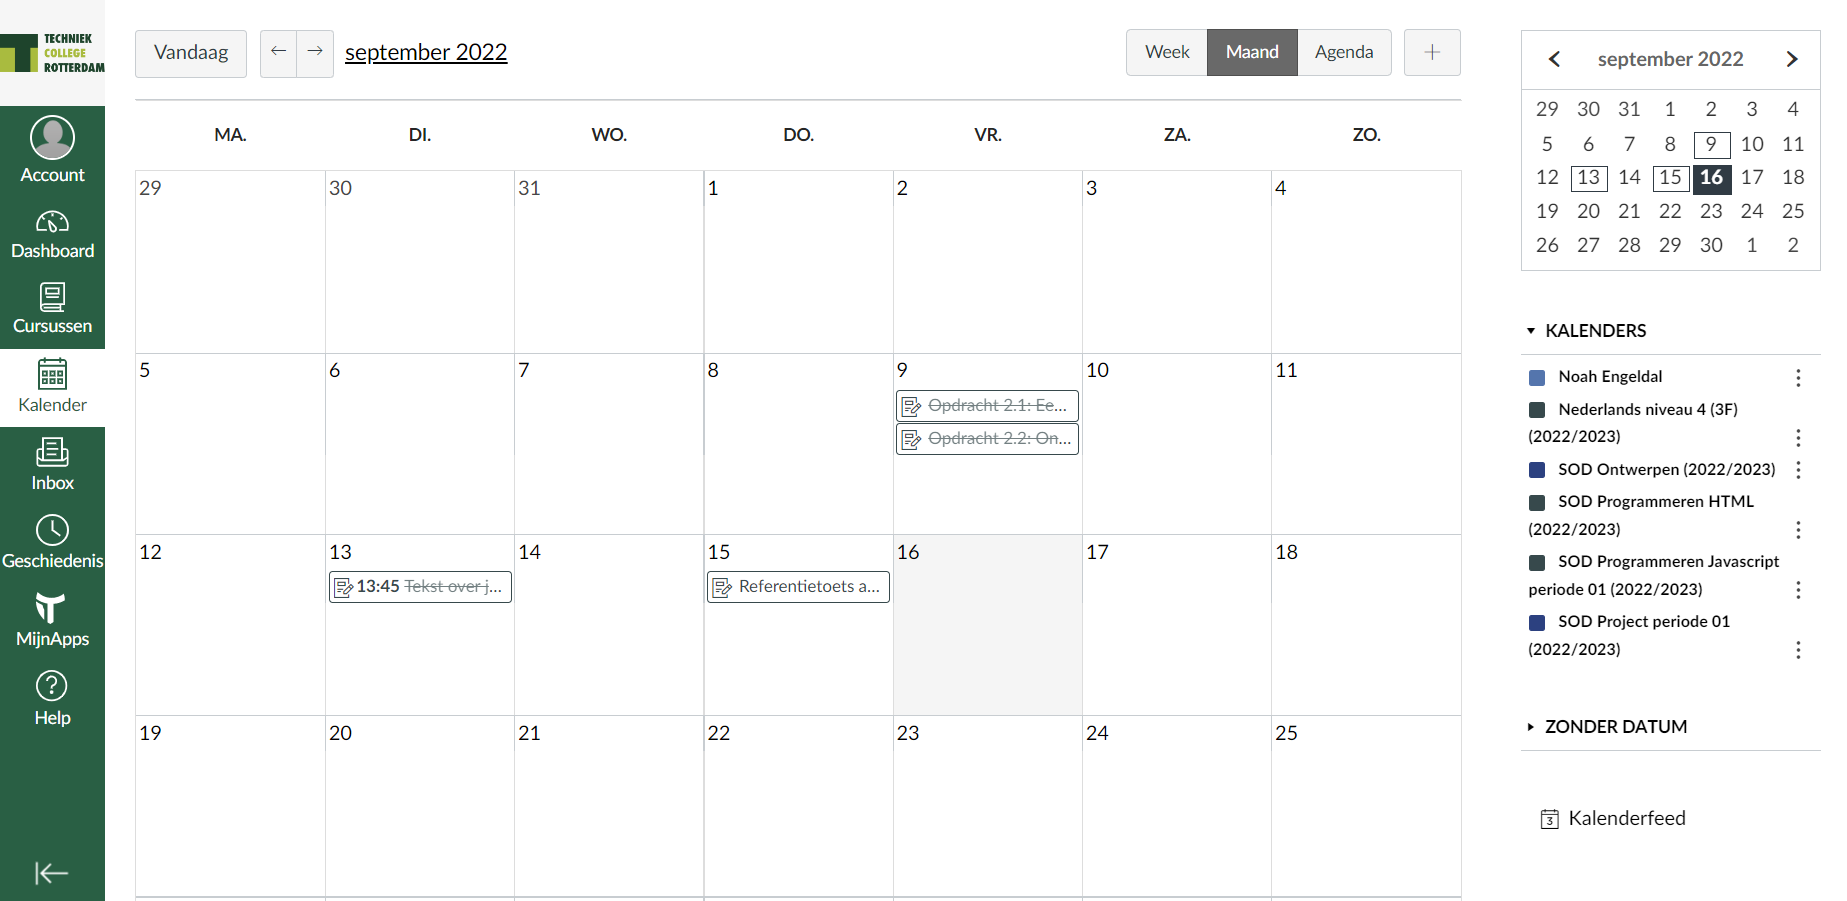 TECHNIEK
COLLEGE
ROTTERDAM
Account
Dashboard
Cursussen
Kalender
Inbox
Geschiedenis
MijnApps
Help
Vandaag
september 2022
Week Maand Agenda
MA. DI. WO. DO. VR. ZA. ZO.
29 30 31 1 2 3 4
5 6 7 8 9 10 11
Opdracht 2.1: Ee...
Opdracht 2.2: On...
12 13 14 15 16 17 18
13:45 Tekst over j...
Referentietoets a...
19 20 21 22 23 24 25
september 2022
29 30 31 1 2 3 4
5 6 7 8 9 10 11
12 13 14 15 16 17 18
19 20 21 22 23 24 25
26 27 28 29 30 1 2
KALENDERS
Noah Engeldal
Nederlands niveau 4 (3F)
(2022/2023)
SOD Ontwerpen (2022/2023)
SOD Programmeren HTML
(2022/2023)
SOD Programmeren Javascript
periode 01 (2022/2023)
SOD Project periode 01
(2022/2023)
ZONDER DATUM
3 Kalenderfeed